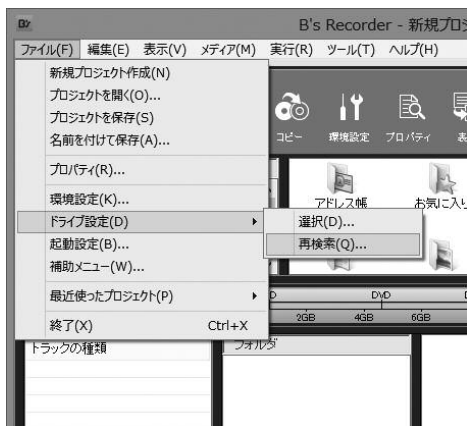 B's Recorder - 新規プロジ
ファイル(F) 編集(E) 表示(V) メディア(M) 実行(R) ツール(T) ヘルプ(H)
新規プロジェクト作成(N)
プロジェクトを開く(O)...
プロジェクトを保存(S)
名前を付けて保存(A)...
プロパティ(R)...
環境設定(K)...
ドライブ設定(D)
起動設定(B)...
補助メニュー(W)...
最近使ったプロジェクト(P)
終了(X) Ctrl+X
選択(D)...
再検索(Q)...
コピー 環境設定 プロパティ 表
アドレス帳 お気に入り
DVD
2GB 4GB 6GB
トラックの種類 フォルダ